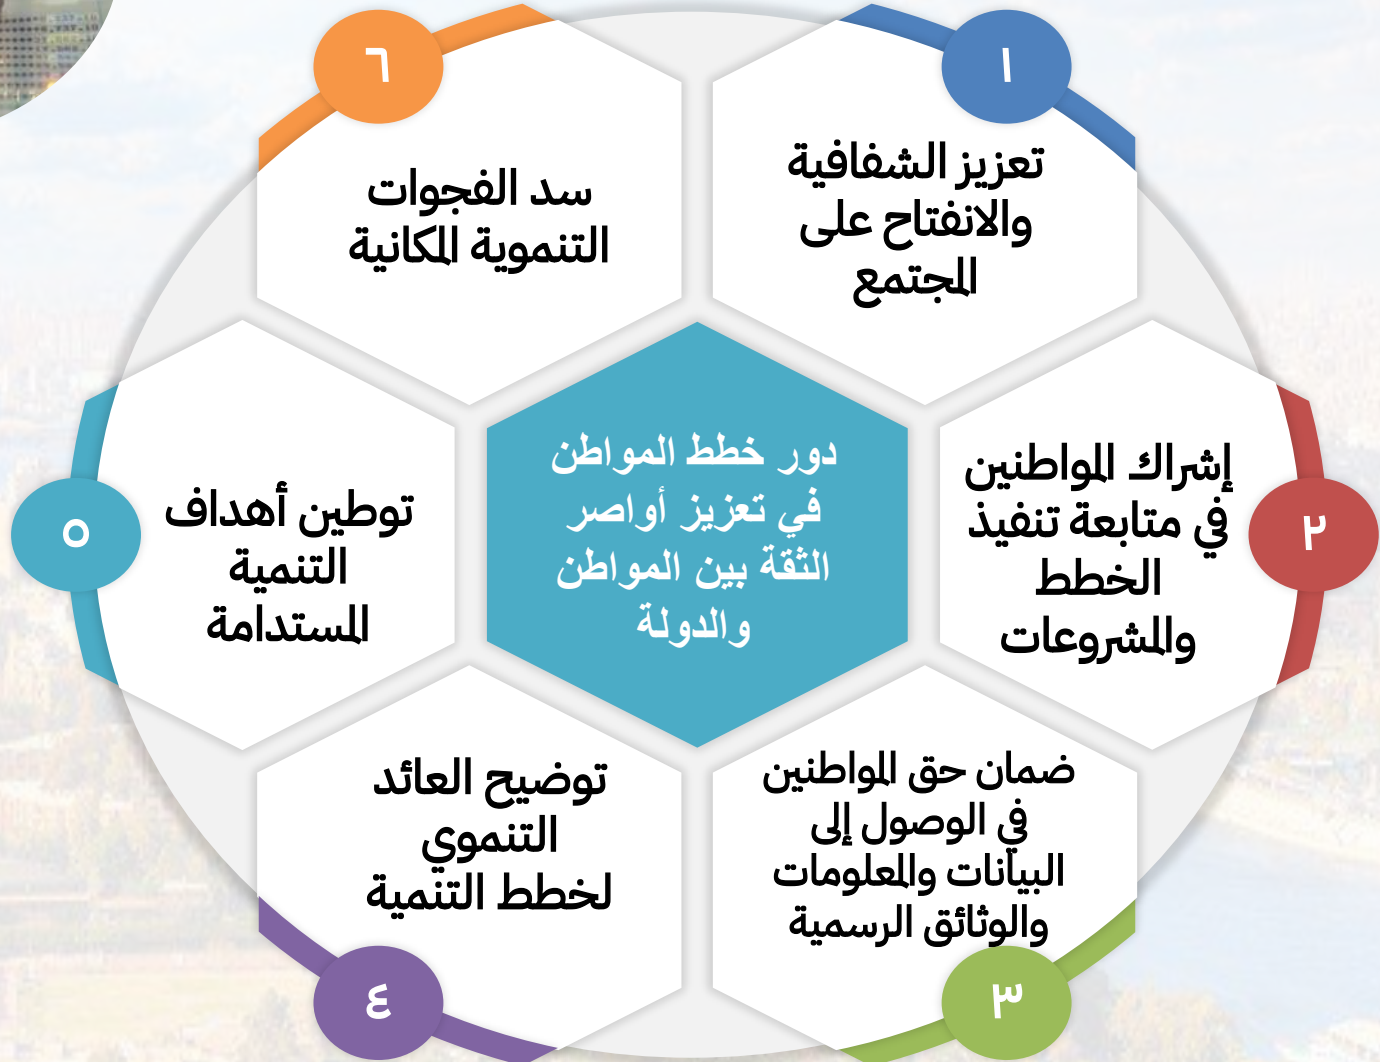 ١
تعزيز الشفافية
والانفتاح على
المجتمع
٢
إشراك المواطنين
في متابعة تنفيذ
الخطط
والمشروعات
٣
ضمان حق المواطنين
في الوصول إلى
البيانات والمعلومات
والوثائق الرسمية
٤
توضيح العائد
التنموي
لخطط التنمية
٥
توطين أهداف
التنمية
المستدامة
٦
سد الفجوات
التنموية المكانية
دور خطط المواطن
في تعزيز أواصر
الثقة بين المواطن
والدولة